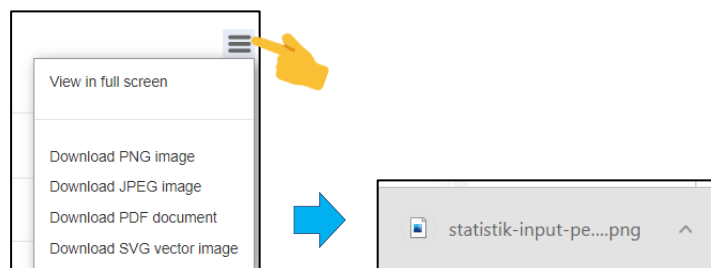 View in full screen
Download PNG image
Download JPEG image
Download PDF document
Download SVG vector image
statistik-input-pe....png